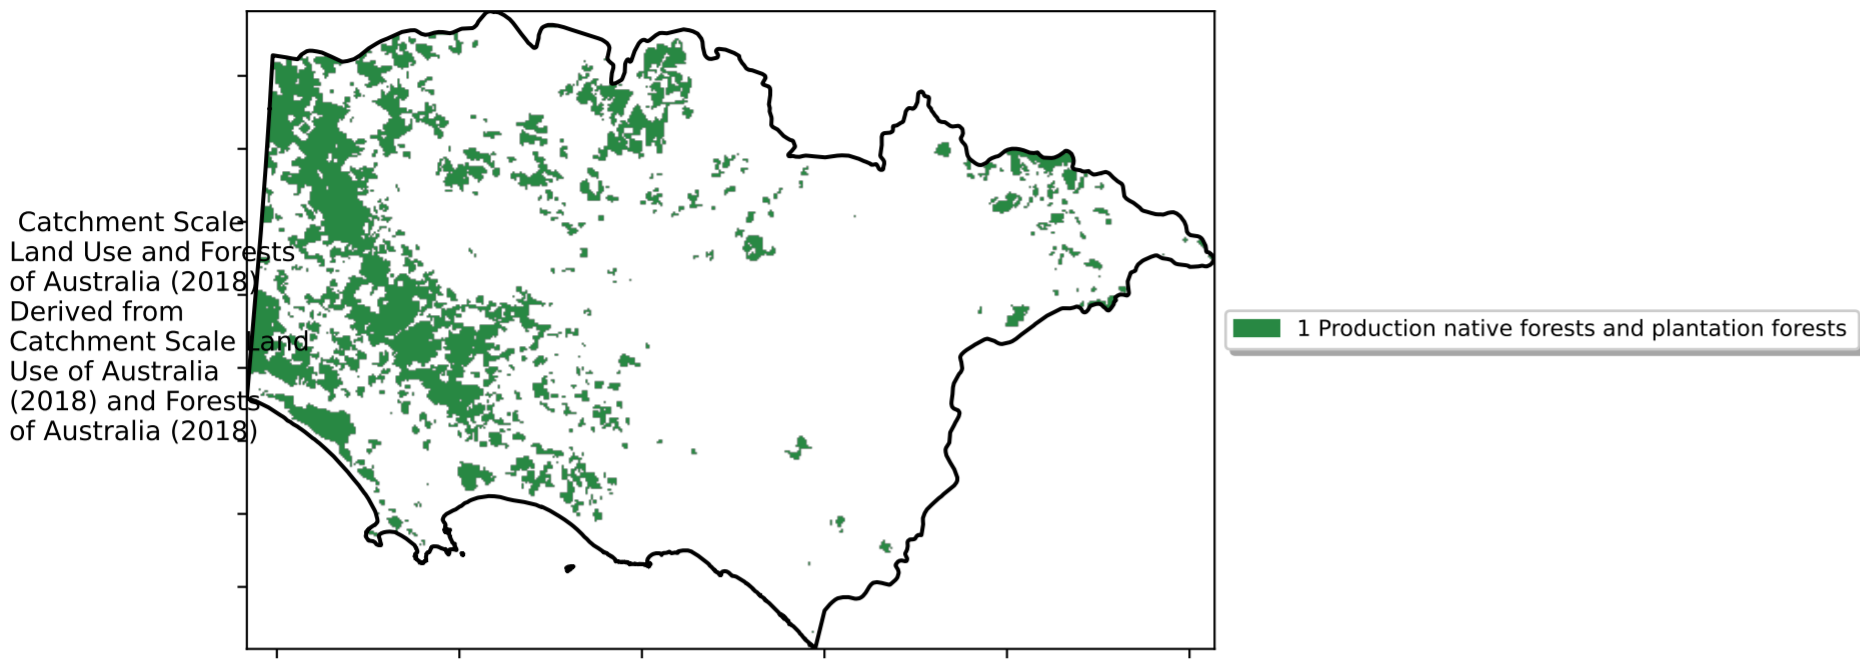 Catchment Scale
Land Use and Forests
of Australia (2018)
Derived from
Catchment Scale Land
Use of Australia
(2018) and Forests
of Australia (2018)
1 Production native forests and plantation forests